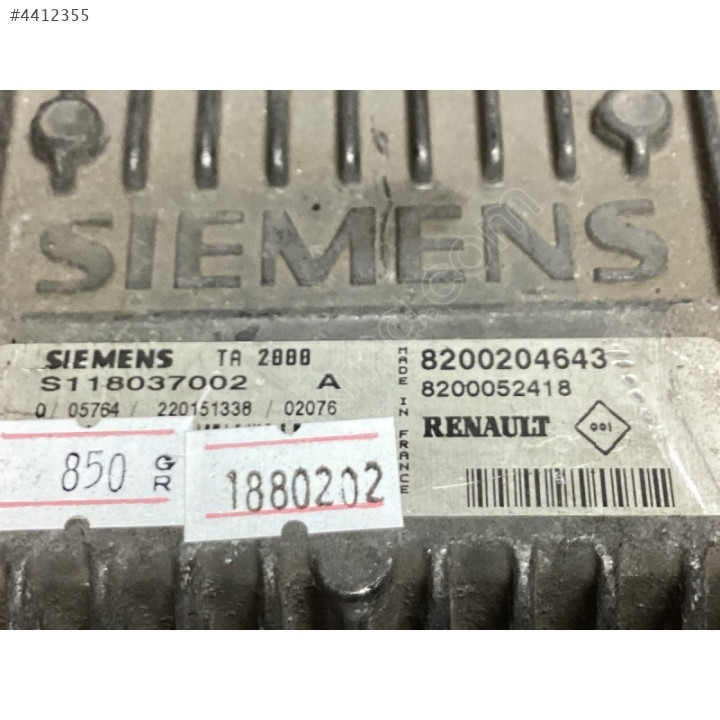 #4412355
SIEMENS
SIEMENS TA 2000
S118037002 A
0/ 05764/ 220151338 / 02076
850 GR
1880202
MADE IN FRANCE
8200204643
8200052418
RENAULT
001